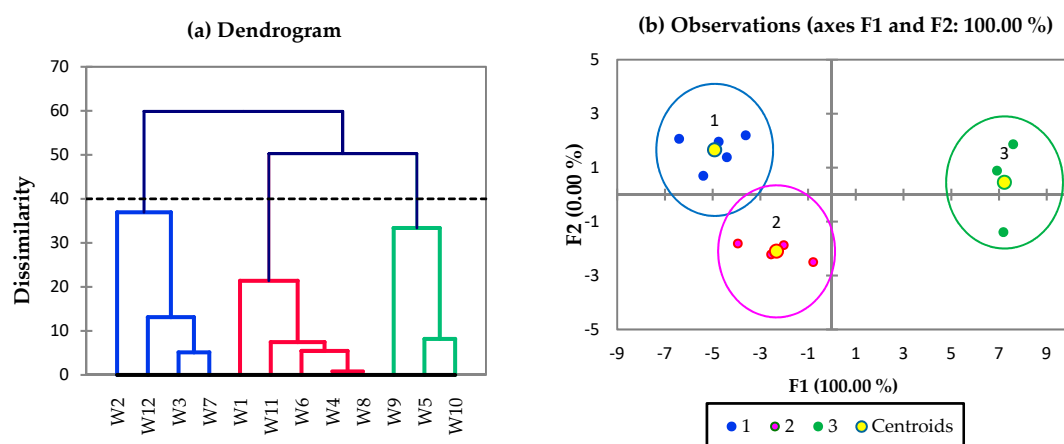 (a) Dendrogram
Dissimilarity
70
60
50
40
30
20
10
0
W2 W12 W3 W7 W1 W11 W6 W4 W8 W9 W5 W10
(b) Observations (axes F1 and F2: 100.00 %)
F2 (0.00 %)
5
3
1
-1
-3
-5
1
2
3
-9 -7 -5 -3 -1 1 3 5 7 9
F1 (100.00 %)
1 2 3 Centroids